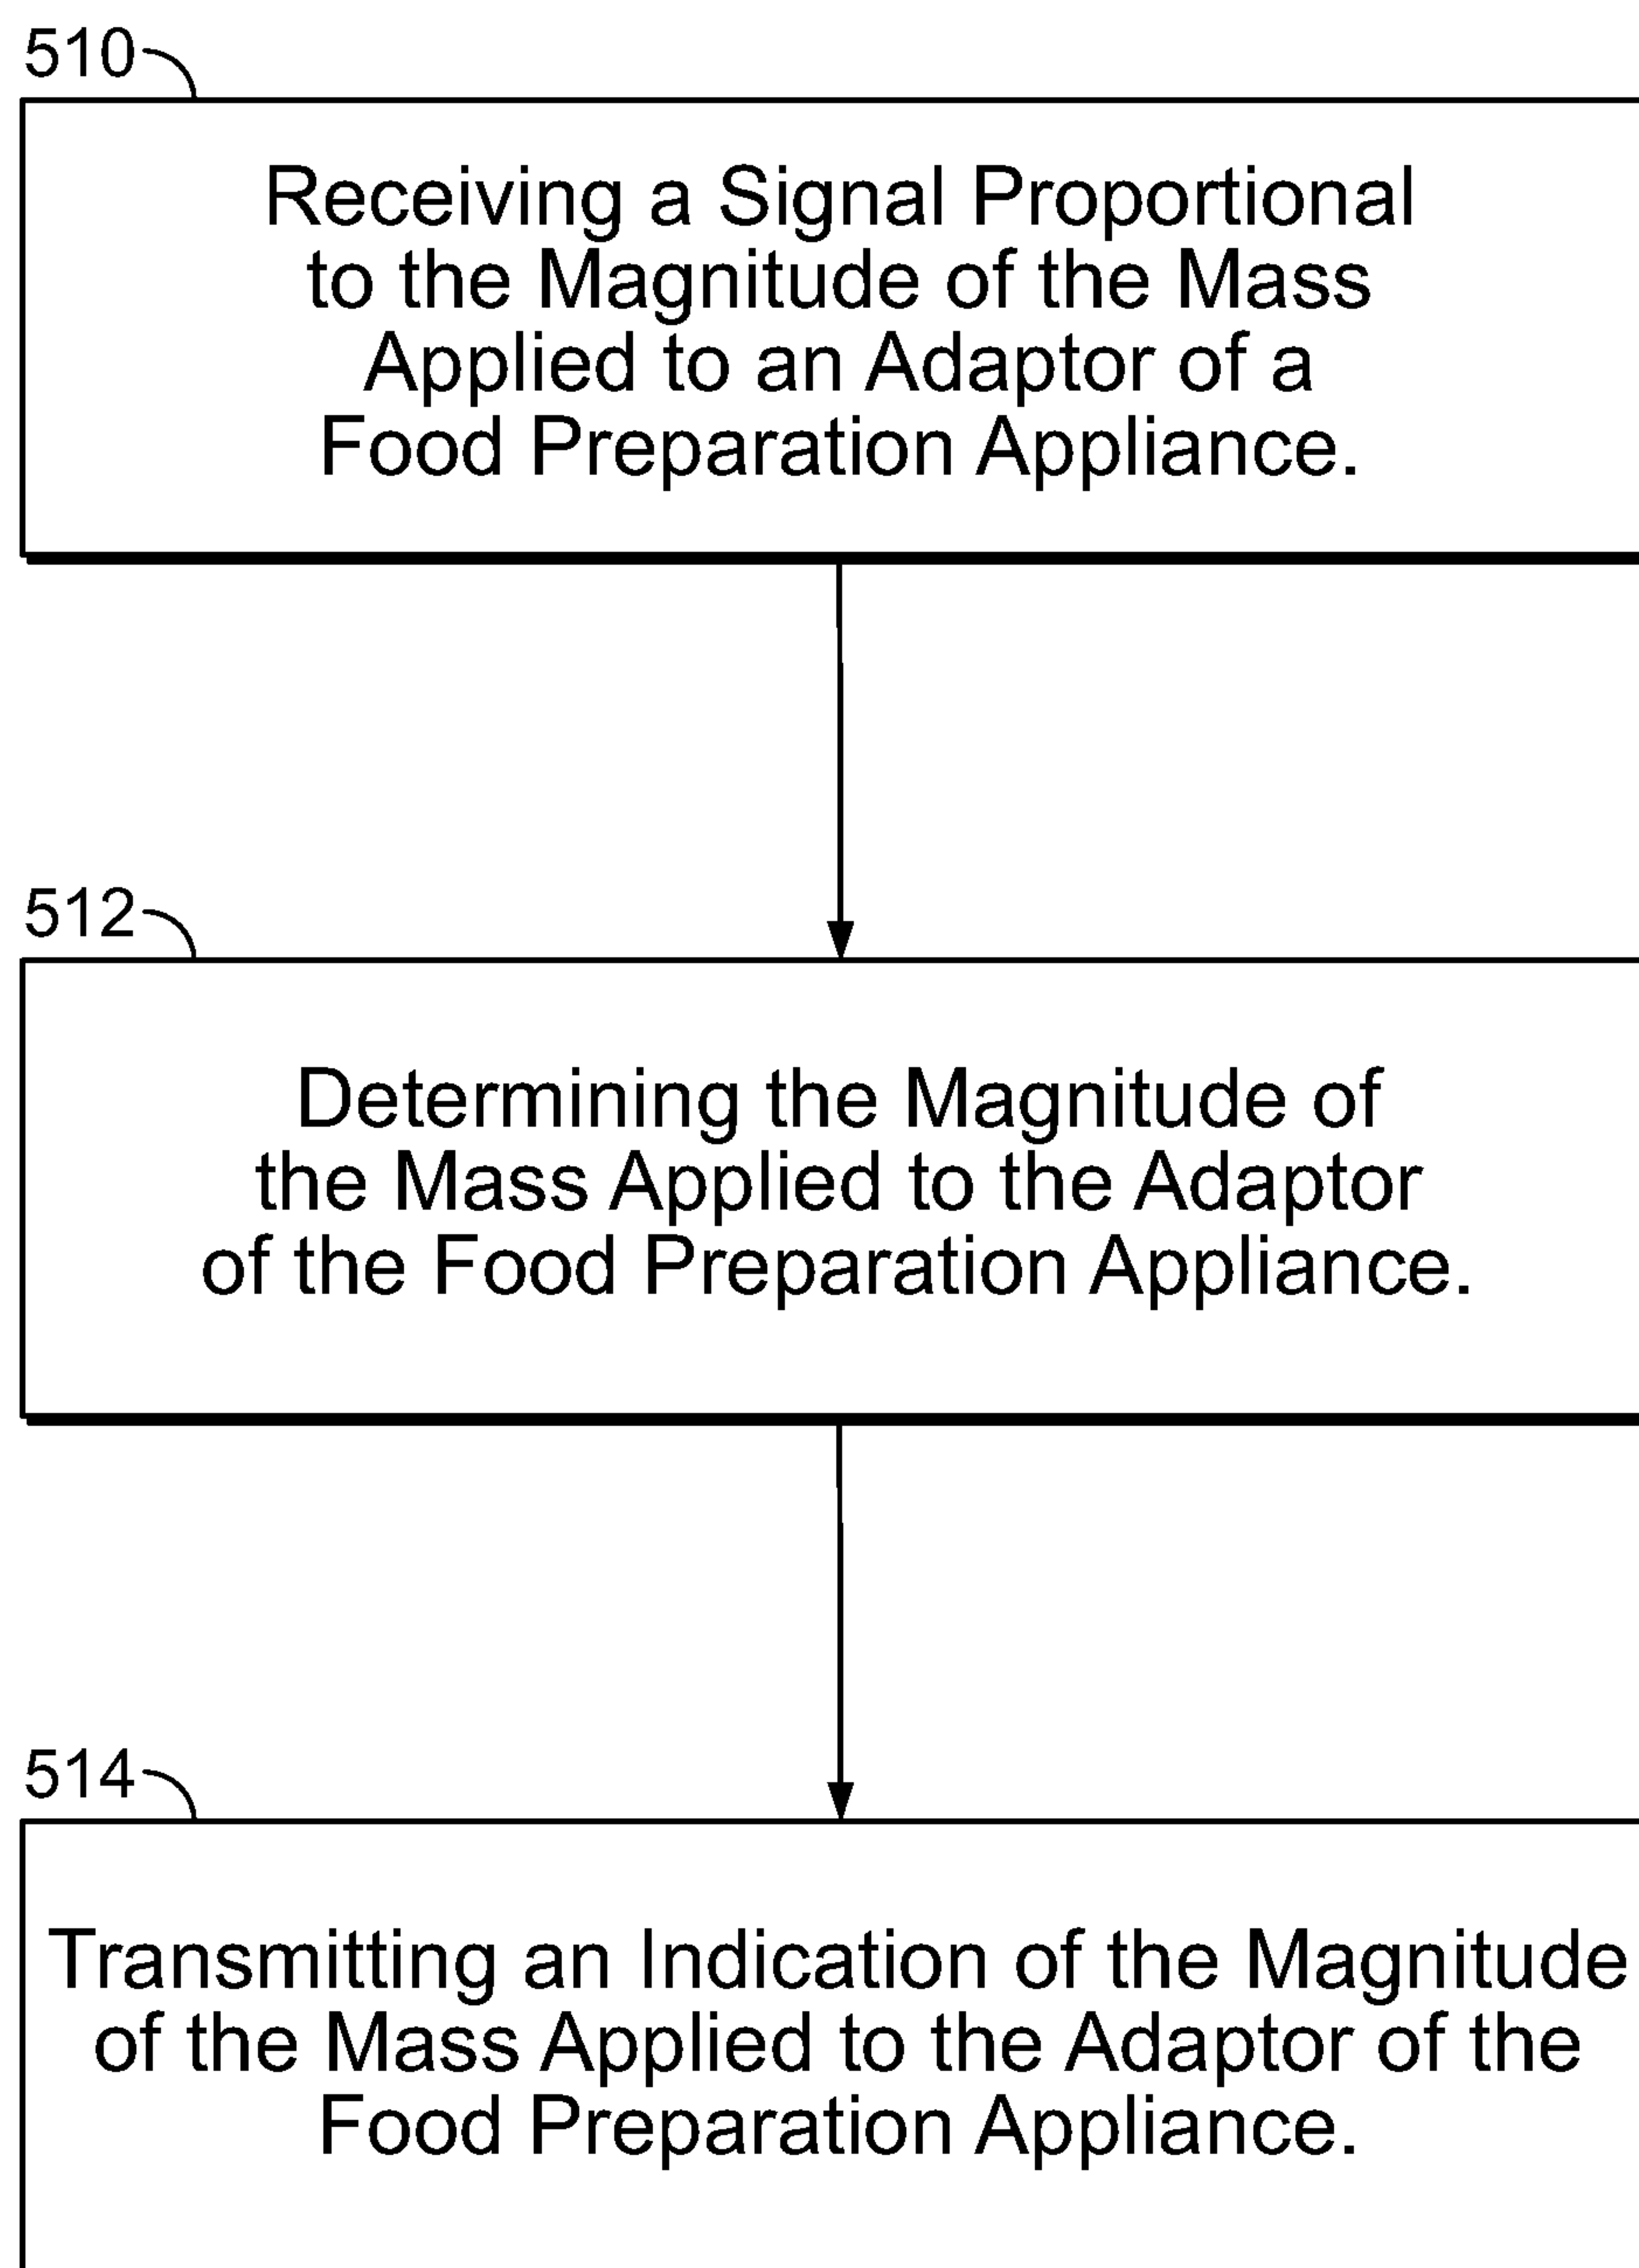 510
Receiving a Signal Proportional
to the Magnitude of the Mass
Applied to an Adaptor of a
Food Preparation Appliance.
512
Determining the Magnitude of
the Mass Applied to the Adaptor
of the Food Preparation Appliance.
514
Transmitting an Indication of the Magnitude
of the Mass Applied to the Adaptor of the
Food Preparation Appliance.